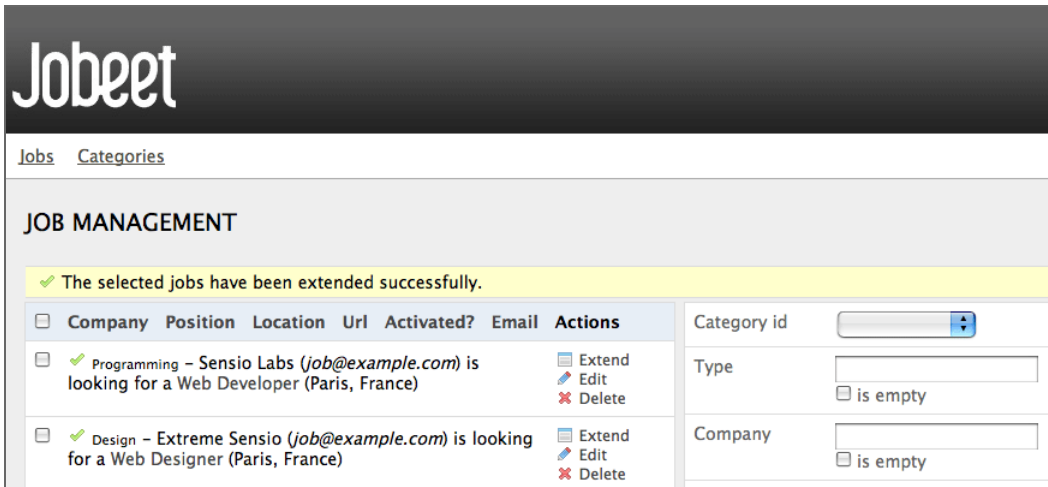 Jobeet
Jobs Categories
JOB MANAGEMENT
The selected jobs have been extended successfully.
Company Position Location Url Activated? Email Actions
Programming – Sensio Labs (job@example.com) is
looking for a Web Developer (Paris, France)
Extend
Edit
Delete
Design – Extreme Sensio (job@example.com) is looking
for a Web Designer (Paris, France)
Extend
Edit
Delete
Category id
Type
is empty
Company
is empty